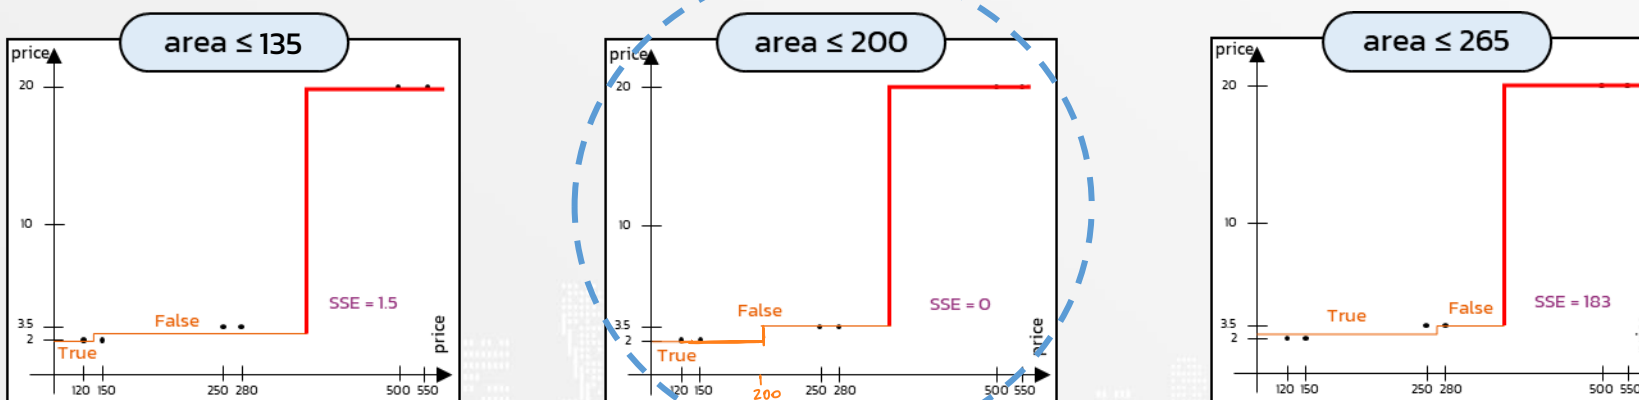 area ≤ 135
price
20
10
3.5
2
True
False
SSE = 1.5
price
120 150 250 280 500 550
area ≤ 200
price
20
10
3.5
2
True
False
SSE = 0
price
120 150 250 280 500 550
200
area ≤ 265
price
20
10
3.5
2
True
False
SSE = 183
120 150 250 280 500 550